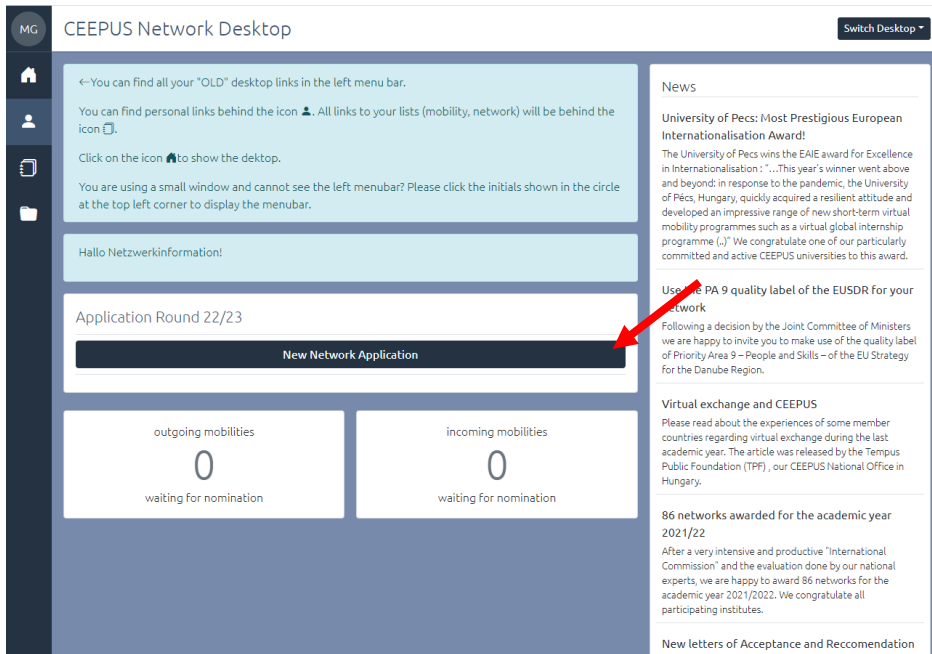 MG
CEEPUS Network Desktop
Switch Desktop
←You can find all your "OLD" desktop links in the left menu bar.
You can find personal links behind the icon . All links to your lists (mobility, network) will be behind the
icon .
Click on the icon to show the dektop.
You are using a small window and cannot see the left menubar? Please click the initials shown in the circle
at the top left corner to display the menubar.
Hallo Netzwerkinformation!
Application Round 22/23
New Network Application
outgoing mobilities
0
waiting for nomination
incoming mobilities
0
waiting for nomination
News
University of Pecs: Most Prestigious European
Internationalisation Award!
The University of Pecs wins the EAIE award for Excellence
in Internationalisation : "…This year's winner went above
and beyond: in response to the pandemic, the University
of Pécs, Hungary, quickly acquired a resilient attitude and
developed an impressive range of new short-term virtual
mobility programmes such as a virtual global internship
programme (..)" We congratulate one of our particularly
committed and active CEEPUS universities to this award.
Use PA 9 quality label of the EUSDR for your
Following a decision by the Joint Committee of Ministers
we are happy to invite you to make use of the quality label
of Priority Area 9 – People and Skills – of the EU Strategy
for the Danube Region.
Virtual exchange and CEEPUS
Please read about the experiences of some member
countries regarding virtual exchange during the last
academic year. The article was released by the Tempus
Public Foundation (TPF) , our CEEPUS National Office in
Hungary.
86 networks awarded for the academic year
2021/22
After a very intensive and productive "International
Commission" and the evaluation done by our national
experts, we are happy to award 86 networks for the
academic year 2021/2022. We congratulate all
participating institutes.
New letters of Acceptance and Reccomendation